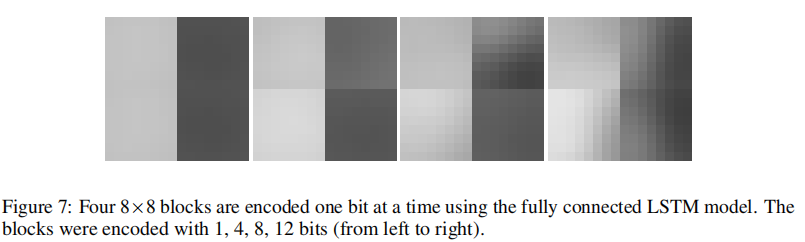 Figure 7: Four 8×8 blocks are encoded one bit at a time using the fully connected LSTM model. The
blocks were encoded with 1, 4, 8, 12 bits (from left to right).